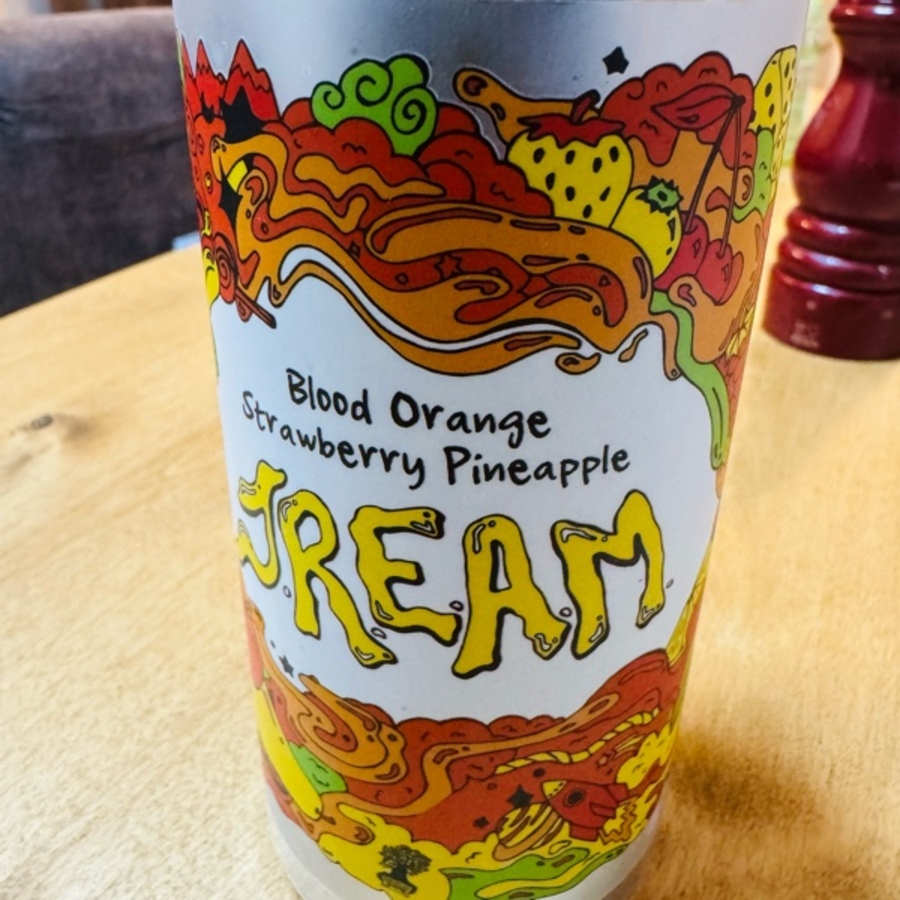 Blood Orange
Strawberry Pineapple
J.R.E.A.M